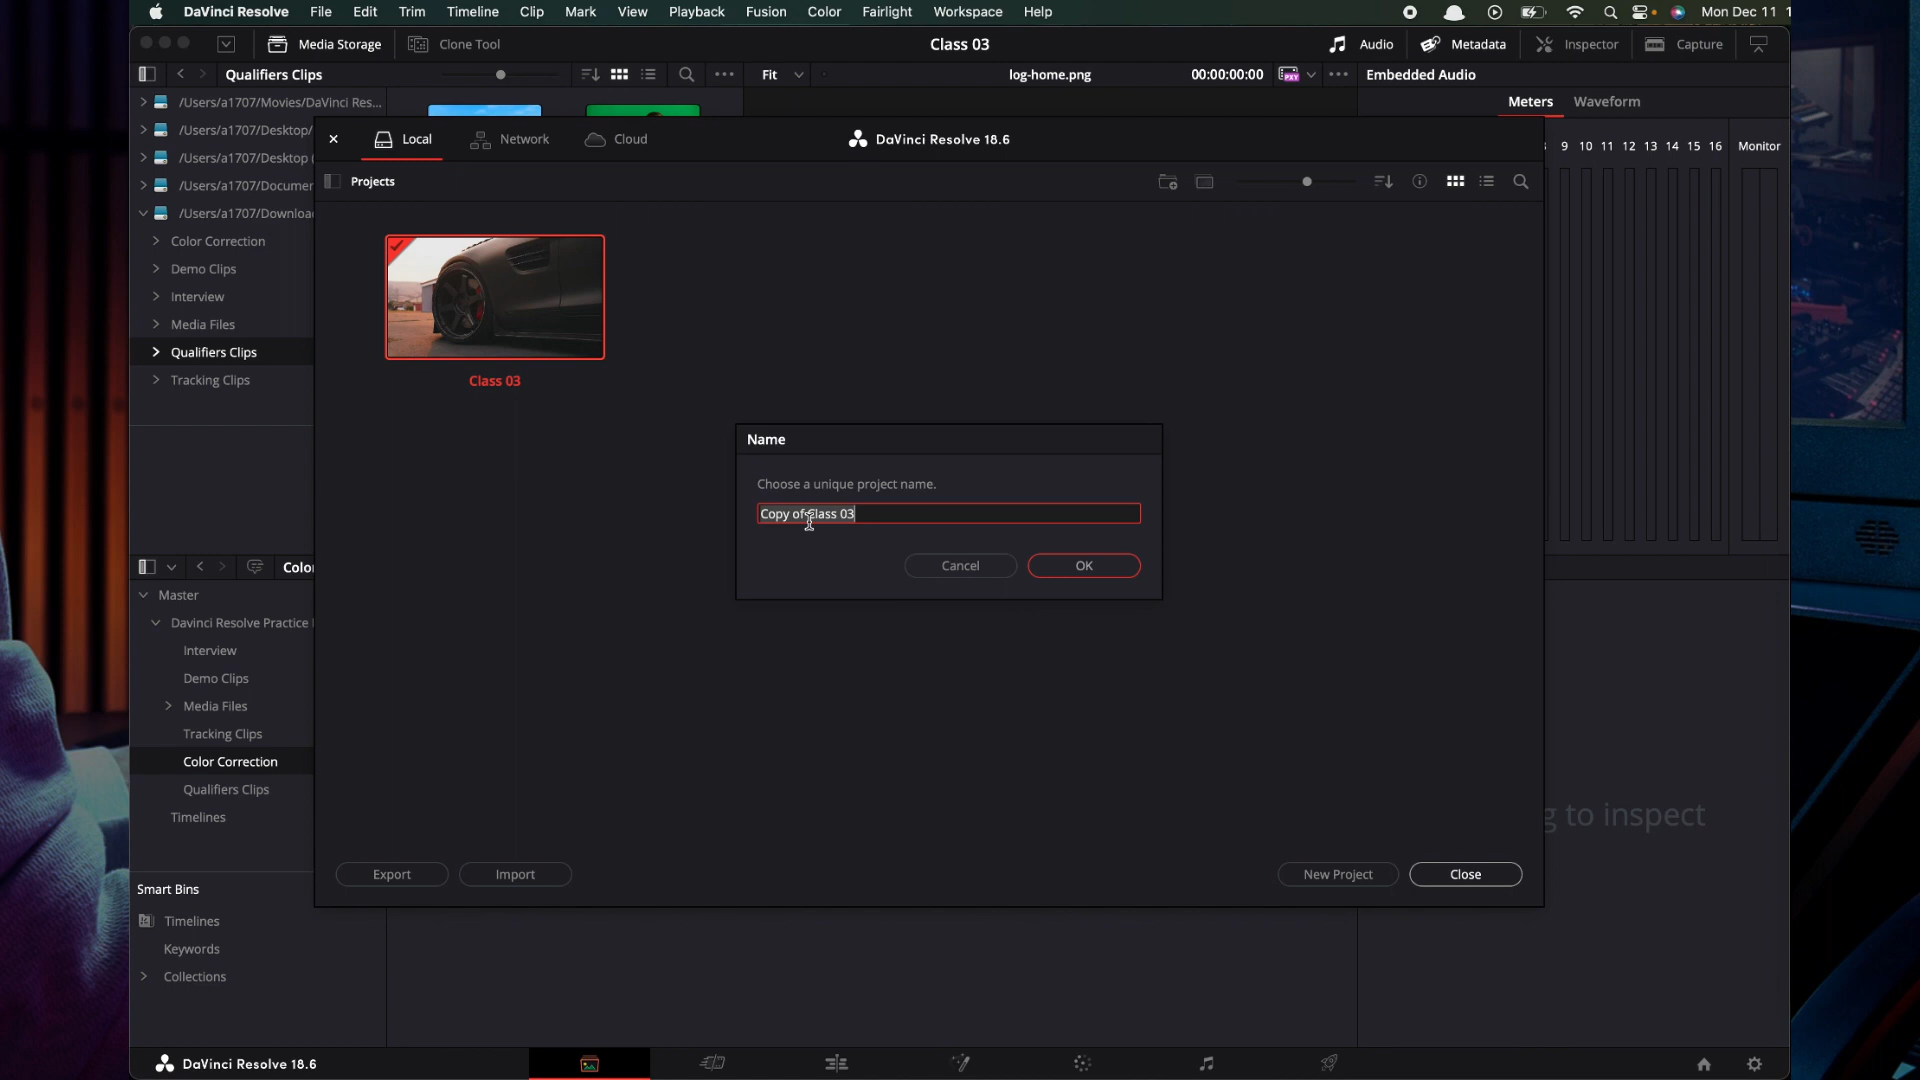 DaVinci Resolve File Edit Trim Timeline Clip Mark View Playback Fusion Color Fairlight Workspace Help Mon Dec 11
Media Storage Clone Tool Class 03 Audio Metadata Inspector Capture
Qualifiers Clips Fit log-home.png 00:00:00:00 PXY Embedded Audio
/Users/a1707/Movies/DaVinci Res... Meters Waveform
/Users/a1707/Desktop/
Local Network Cloud DaVinci Resolve 18.6
9 10 11 12 13 14 15 16 Monitor
/Users/a1707/Desktop (
/Users/a1707/Documen
Projects
/Users/a1707/Downloa
Color Correction
Demo Clips
Interview
Media Files
Qualifiers Clips
Tracking Clips
Class 03
Name
Choose a unique project name.
Copy of Class 03
Cancel OK
Colo
Master
Davinci Resolve Practice
Interview
Demo Clips
Media Files
Tracking Clips
Color Correction
Qualifiers Clips
Timelines
g to inspect
Export Import New Project Close
Smart Bins
Timelines
Keywords
Collections
DaVinci Resolve 18.6